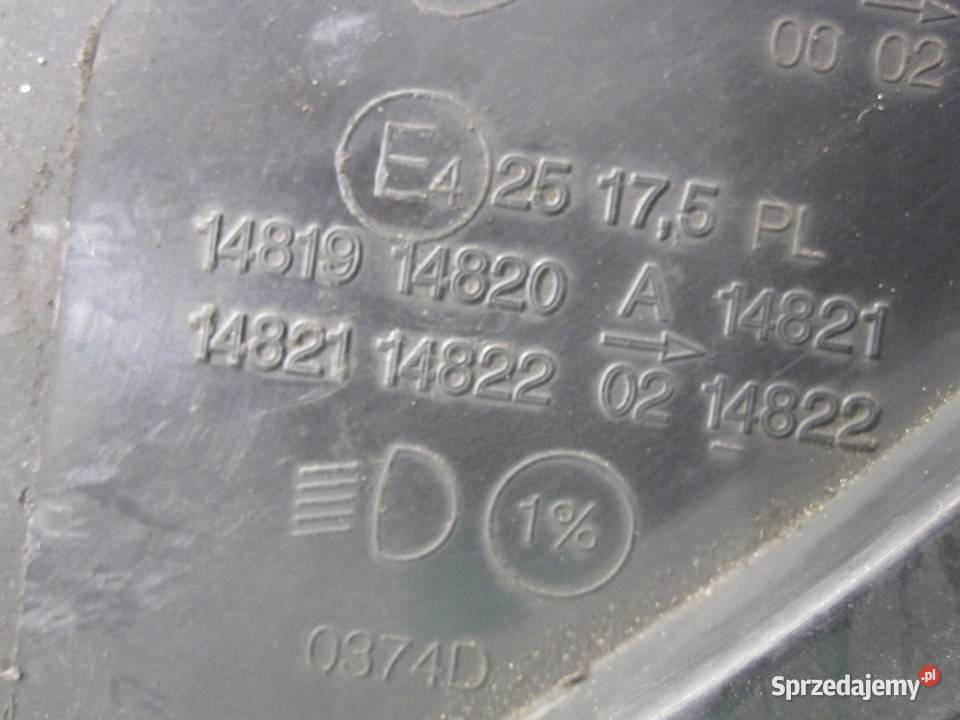 00 02
E4 25 17,5 PL
14819 14820 A 14821
14821 14822 02 14822
1%
0374D
Sprzedajemy.pl